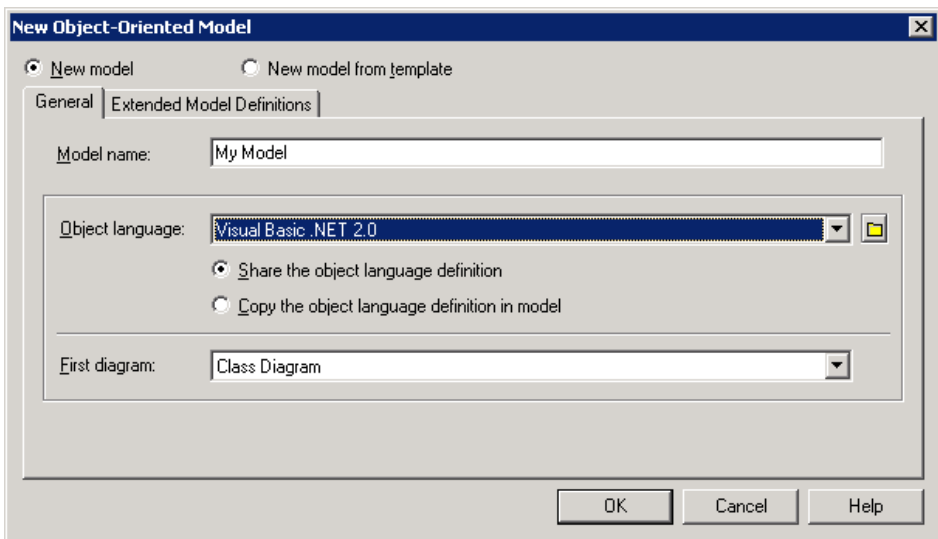 New Object-Oriented Model
New model New model from template
General Extended Model Definitions
Model name: My Model
Object language: Visual Basic .NET 2.0
Share the object language definition
Copy the object language definition in model
First diagram: Class Diagram
OK Cancel Help